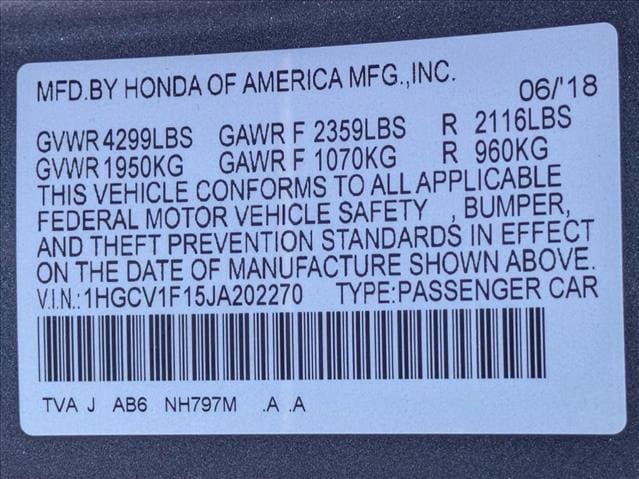 MFD.BY HONDA OF AMERICA MFG.,INC. 06/'18
GVWR 4299LBS GAWR F 2359LBS R 2116LBS
GVWR 1950KG GAWR F 1070KG R 960KG
THIS VEHICLE CONFORMS TO ALL APPLICABLE
FEDERAL MOTOR VEHICLE SAFETY , BUMPER,
AND THEFT PREVENTION STANDARDS IN EFFECT
ON THE DATE OF MANUFACTURE SHOWN ABOVE.
V.I.N.:1HGCV1F15JA202270 TYPE:PASSENGER CAR
TVA J AB6 NH797M .A .A